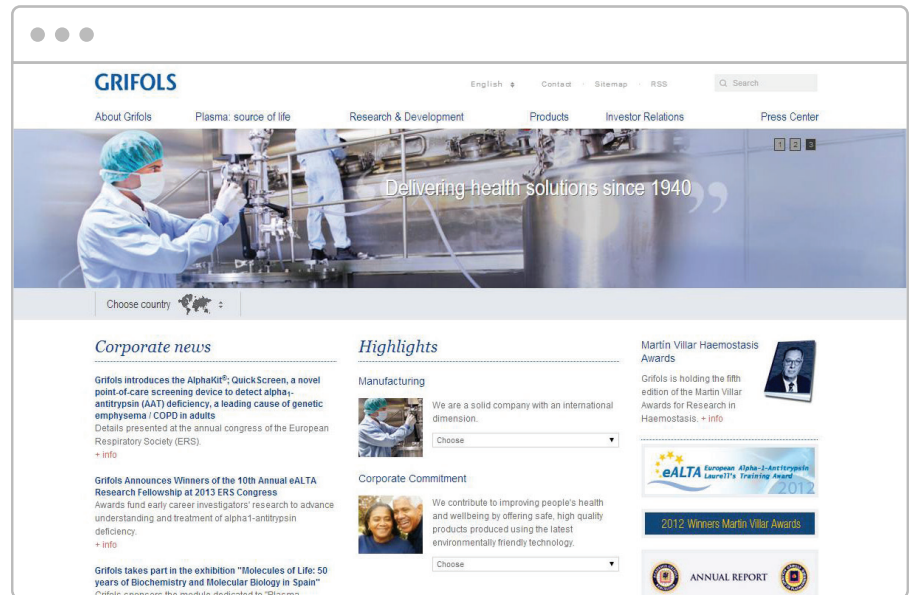 GRIFOLS
English
Contact
Sitemap
RSS
Search
About Grifols
Plasma: source of life
Research & Development
Products
Investor Relations
Press Center
1 2 3
“Delivering health solutions since 1940”
Choose country
Corporate news
Grifols introduces the AlphaKit®; QuickScreen, a novel
point-of-care screening device to detect alpha₁-
antitrypsin (AAT) deficiency, a leading cause of genetic
emphysema / COPD in adults
Details presented at the annual congress of the European
Respiratory Society (ERS).
+ info
Grifols Announces Winners of the 10th Annual eALTA
Research Fellowship at 2013 ERS Congress
Awards fund early career investigators' research to advance
understanding and treatment of alpha1-antitrypsin
deficiency.
+ info
Grifols takes part in the exhibition "Molecules of Life: 50
years of Biochemistry and Molecular Biology in Spain"
Grifols sponsors the module dedicated to "Plasma
Highlights
Manufacturing
We are a solid company with an international
dimension.
Choose
Corporate Commitment
We contribute to improving people's health
and wellbeing by offering safe, high quality
products produced using the latest
environmentally friendly technology.
Choose
Martín Villar Haemostasis
Awards
Grifols is holding the fifth
edition of the Martin Villar
Awards for Research in
Haemostasis. + info
eALTA European Alpha-1-Antitrypsin
Laurell's Training Award
2012
2012 Winners Martin Villar Awards
ANNUAL REPORT